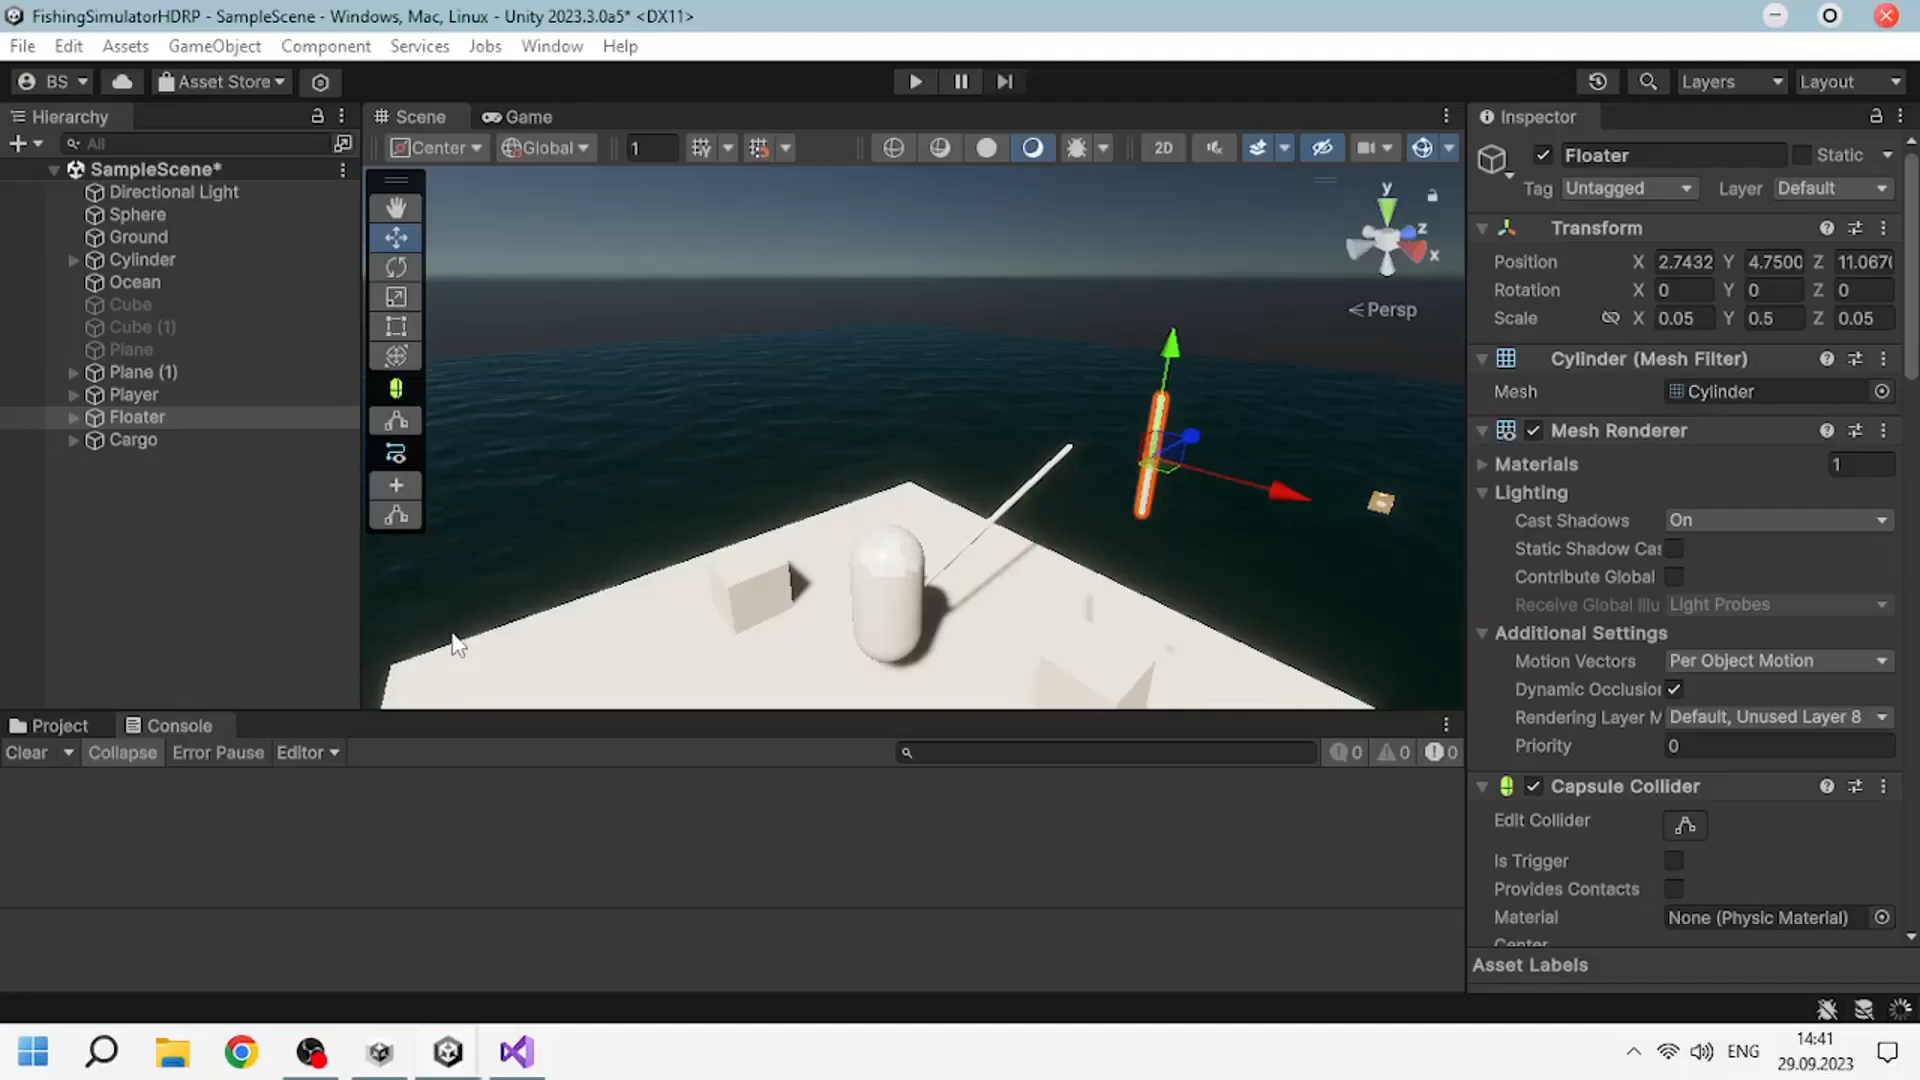 FishingSimulatorHDRP - SampleScene - Windows, Mac, Linux - Unity 2023.3.0a5* <DX11>
File Edit Assets GameObject Component Services Jobs Window Help
BS Asset Store Layers Layout
Hierarchy
All
SampleScene*
Directional Light
Sphere
Ground
Cylinder
Ocean
Cube
Cube (1)
Plane
Plane (1)
Player
Floater
Cargo
Scene Game
Center Global 1 2D
y
z
x
Persp
Project Console
Clear Collapse Error Pause Editor 0 0 0
Inspector
Floater Static
Tag Untagged Layer Default
Transform
Position X 2.7432 Y 4.7500 Z 11.067(
Rotation X 0 Y 0 Z 0
Scale X 0.05 Y 0.5 Z 0.05
Cylinder (Mesh Filter)
Mesh Cylinder
Mesh Renderer
Materials 1
Lighting
Cast Shadows On
Static Shadow Cas
Contribute Global
Receive Global Illu Light Probes
Additional Settings
Motion Vectors Per Object Motion
Dynamic Occlusion
Rendering Layer M Default, Unused Layer 8
Priority 0
Capsule Collider
Edit Collider
Is Trigger
Provides Contacts
Material None (Physic Material)
Center
Asset Labels
ENG
14:41
29.09.2023